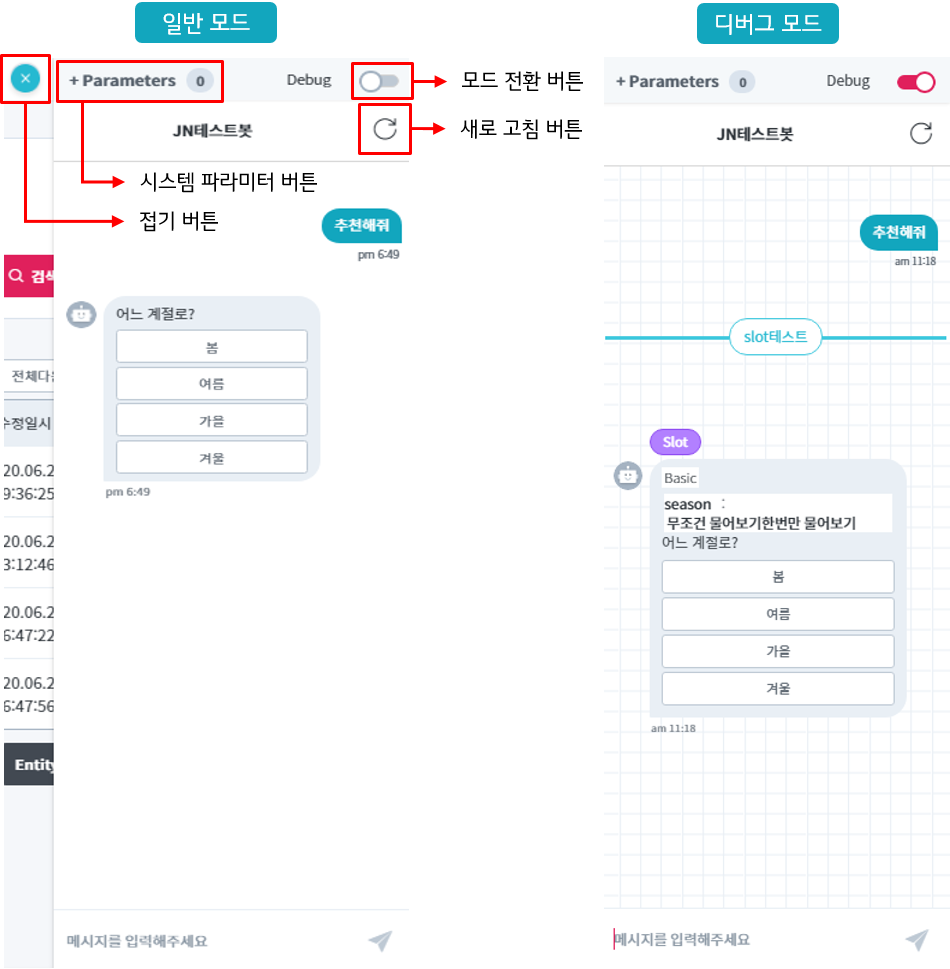 일반 모드
디버그 모드
+ Parameters 0
Debug
모드 전환 버튼
JN테스트봇
새로 고침 버튼
시스템 파라미터 버튼
접기 버튼
추천해줘
pm 6:49
검색
어느 계절로?
봄
여름
가을
겨울
pm 6:49
전체다운
수정일시
20.06.2
9:36:25
20.06.2
3:12:46
20.06.2
6:47:22
20.06.2
6:47:56
Entity
메시지를 입력해주세요
+ Parameters 0
Debug
JN테스트봇
추천해줘
am 11:18
slot테스트
Slot
Basic
season :
무조건 물어보기한번만 물어보기
어느 계절로?
봄
여름
가을
겨울
am 11:18
메시지를 입력해주세요